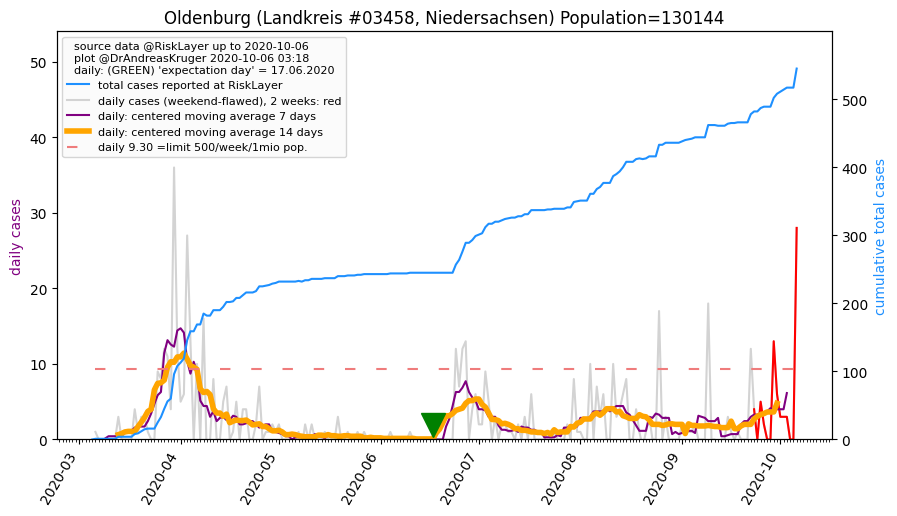 Oldenburg (Landkreis #03458, Niedersachsen) Population=130144
source data @RiskLayer up to 2020-10-06
plot @DrAndreasKruger 2020-10-06 03:18
daily: (GREEN) 'expectation day' = 17.06.2020
total cases reported at RiskLayer
daily cases (weekend-flawed), 2 weeks: red
daily: centered moving average 7 days
daily: centered moving average 14 days
daily 9.30 =limit 500/week/1mio pop.
daily cases
50
40
30
20
10
0
cumulative total cases
500
400
300
200
100
0
2020-03
2020-04
2020-05
2020-06
2020-07
2020-08
2020-09
2020-10